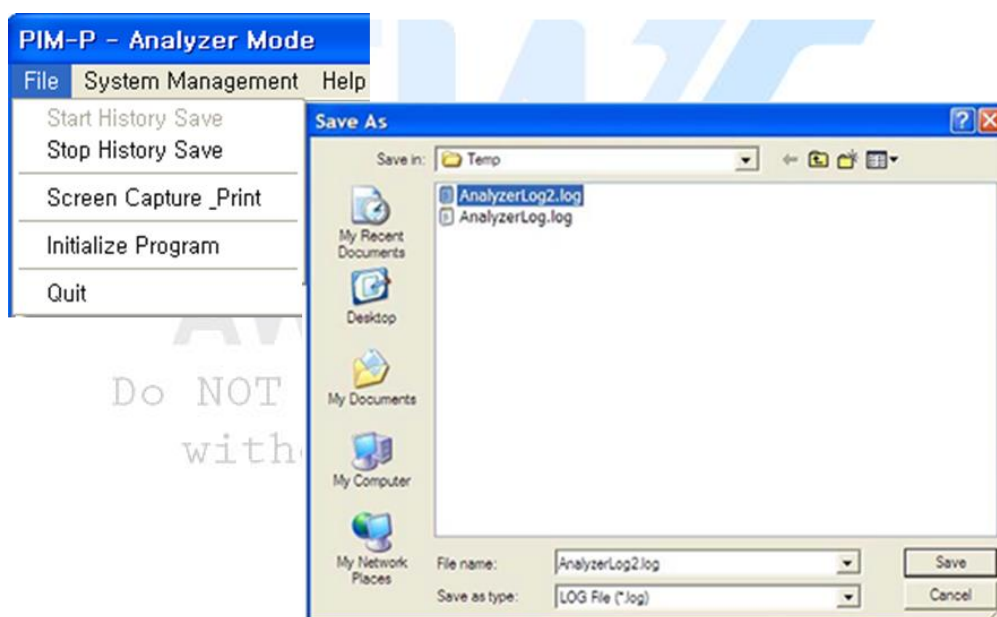 PIM-P - Analyzer Mode
File System Management Help
Start History Save
Stop History Save
Screen Capture _Print
Initialize Program
Quit
Save As
Save in: Temp
AnalyzerLog2.log
AnalyzerLog.log
My Recent
Documents
Desktop
My Documents
My Computer
My Network
Places
File name: AnalyzerLog2.log Save
Save as type: LOG File (*.log) Cancel
Do NOT